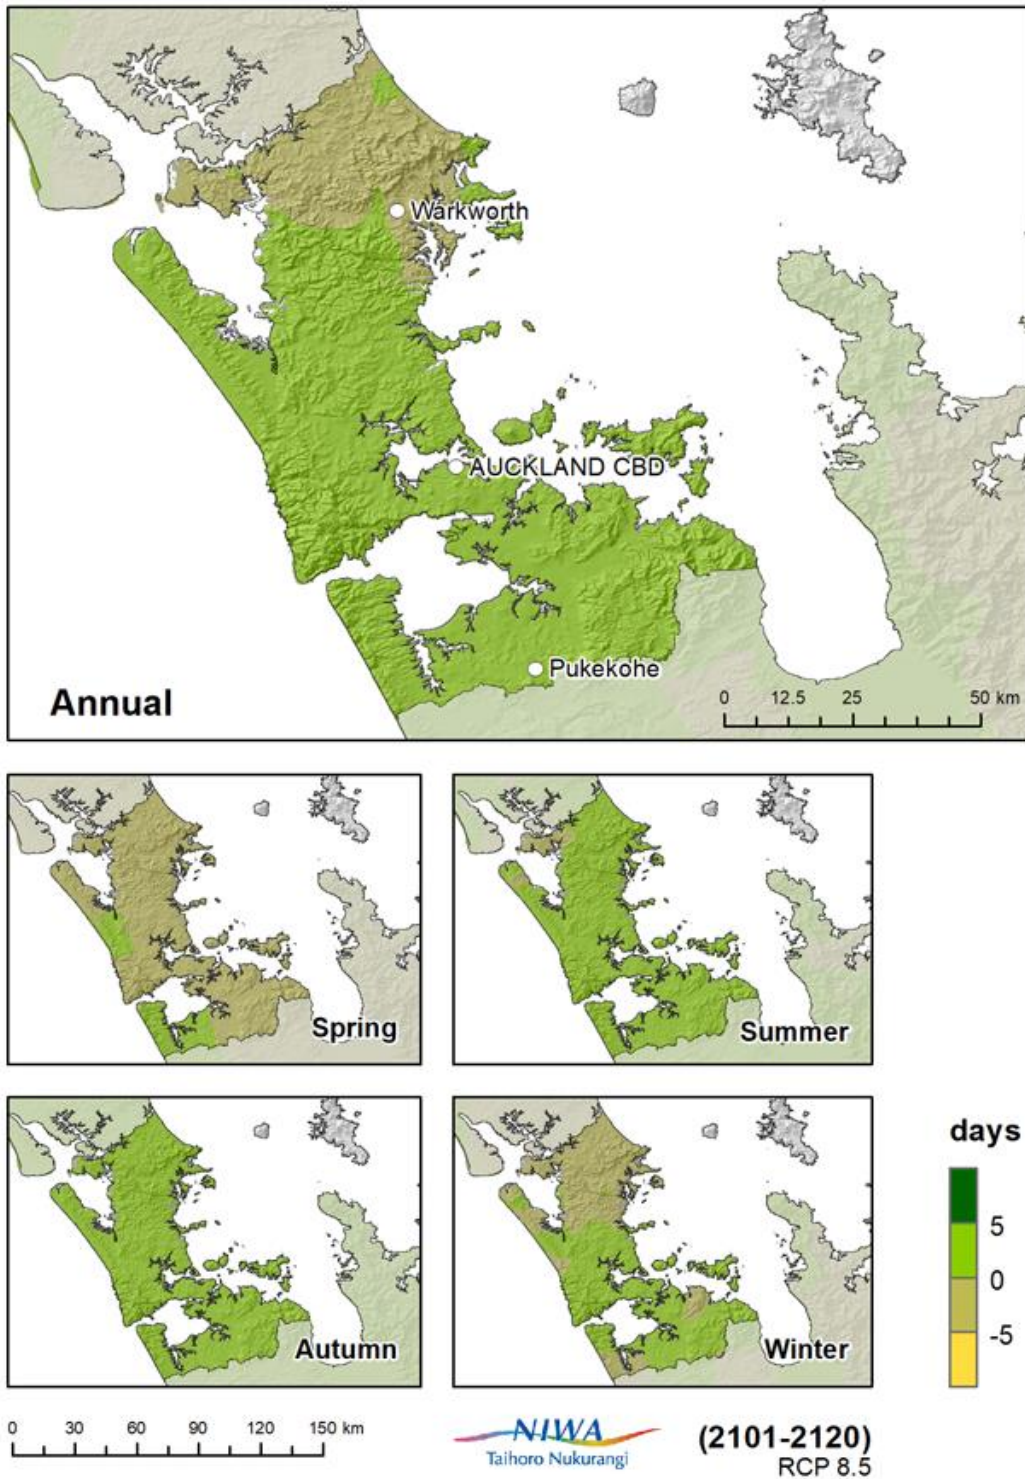 Warkworth
AUCKLAND CBD
Pukekohe
Annual
0 12.5 25 50 km
Spring
Summer
Autumn
Winter
days
5
0
-5
0 30 60 90 120 150 km
NIWA
Taihoro Nukurangi
(2101-2120)
RCP 8.5